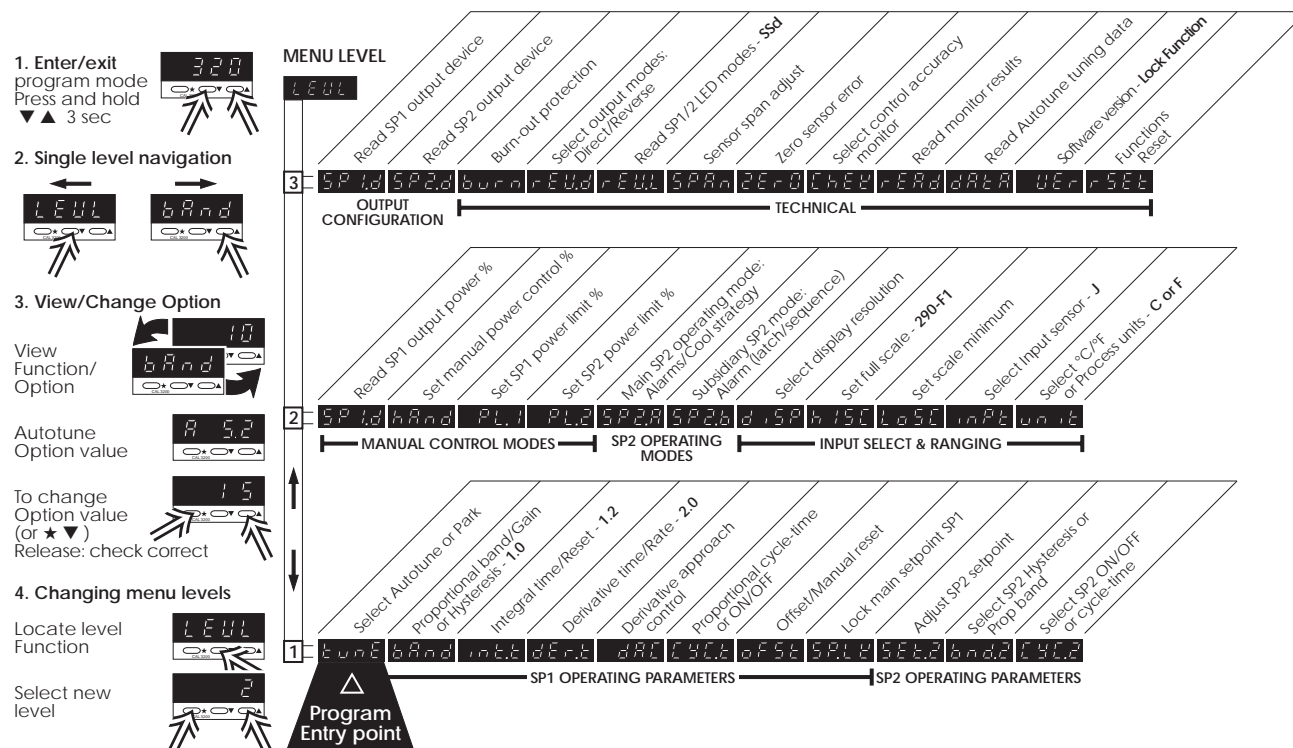 1. Enter/exit
program mode
Press and hold
▼ ▲ 3 sec
320
★ ▼ ▲
2. Single level navigation
LEVL
★ ▼ ▲
CAL 3200
bAnd
★ ▼ ▲
CAL 3200
3. View/Change Option
View
Function/
Option
10
bAnd
★ ▼ ▲
Autotune
Option value
A 5.2
★ ▼ ▲
CAL 3200
To change
Option value
(or ★ ▼)
Release: check correct
15
★ ▼ ▲
CAL 3200
4. Changing menu levels
Locate level
Function
LEVL
★ ▼ ▲
CAL 3200
Select new
level
2
★ ▼ ▲
CAL 3200
MENU LEVEL
LEVL
Read SP1 output device
Read SP2 output device
Burn-out protection
Select output modes:
Direct/Reverse
Read SP1/2 LED modes - SSd
Sensor span adjust
Zero sensor error
Select control accuracy
monitor
Read monitor results
Read Autotune tuning data
Software version - Lock Function
Functions
Reset
3 SP1.d SP2.d burn rEV.d rEV.L SPAn ZErO ChEK rEAd dAtA VEr rSEt
OUTPUT
CONFIGURATION
TECHNICAL
Read SP1 output power %
Set manual power control %
Set SP1 power limit %
Set SP2 power limit %
Main SP2 operating mode:
Alarms/Cool strategy
Subsidiary SP2 mode:
Alarm (latch/sequence)
Select display resolution
Set full scale - 290-F1
Set scale minimum
Select Input sensor - J
Select °C/°F
or Process units - C or F
2 SP1.d hAnd PL.1 PL.2 SP2.A SP2.b diSP hiSC LoSC inPt unit
MANUAL CONTROL MODES
SP2 OPERATING
MODES
INPUT SELECT & RANGING
Select Autotune or Park
Proportional band/Gain
or Hysteresis - 1.0
Integral time/Reset - 1.2
Derivative time/Rate - 2.0
Derivative approach
control
Proportional cycle-time
or ON/OFF
Offset/Manual reset
Lock main setpoint SP1
Adjust SP2 setpoint
Select SP2 Hysteresis or
Prop band
Select SP2 ON/OFF
or cycle-time
1 tunE bAnd int.t dEr.t dAC CYC.t oFSt SP.LK SEt.2 bnd.2 CYC.2
SP1 OPERATING PARAMETERS
SP2 OPERATING PARAMETERS
Program
Entry point